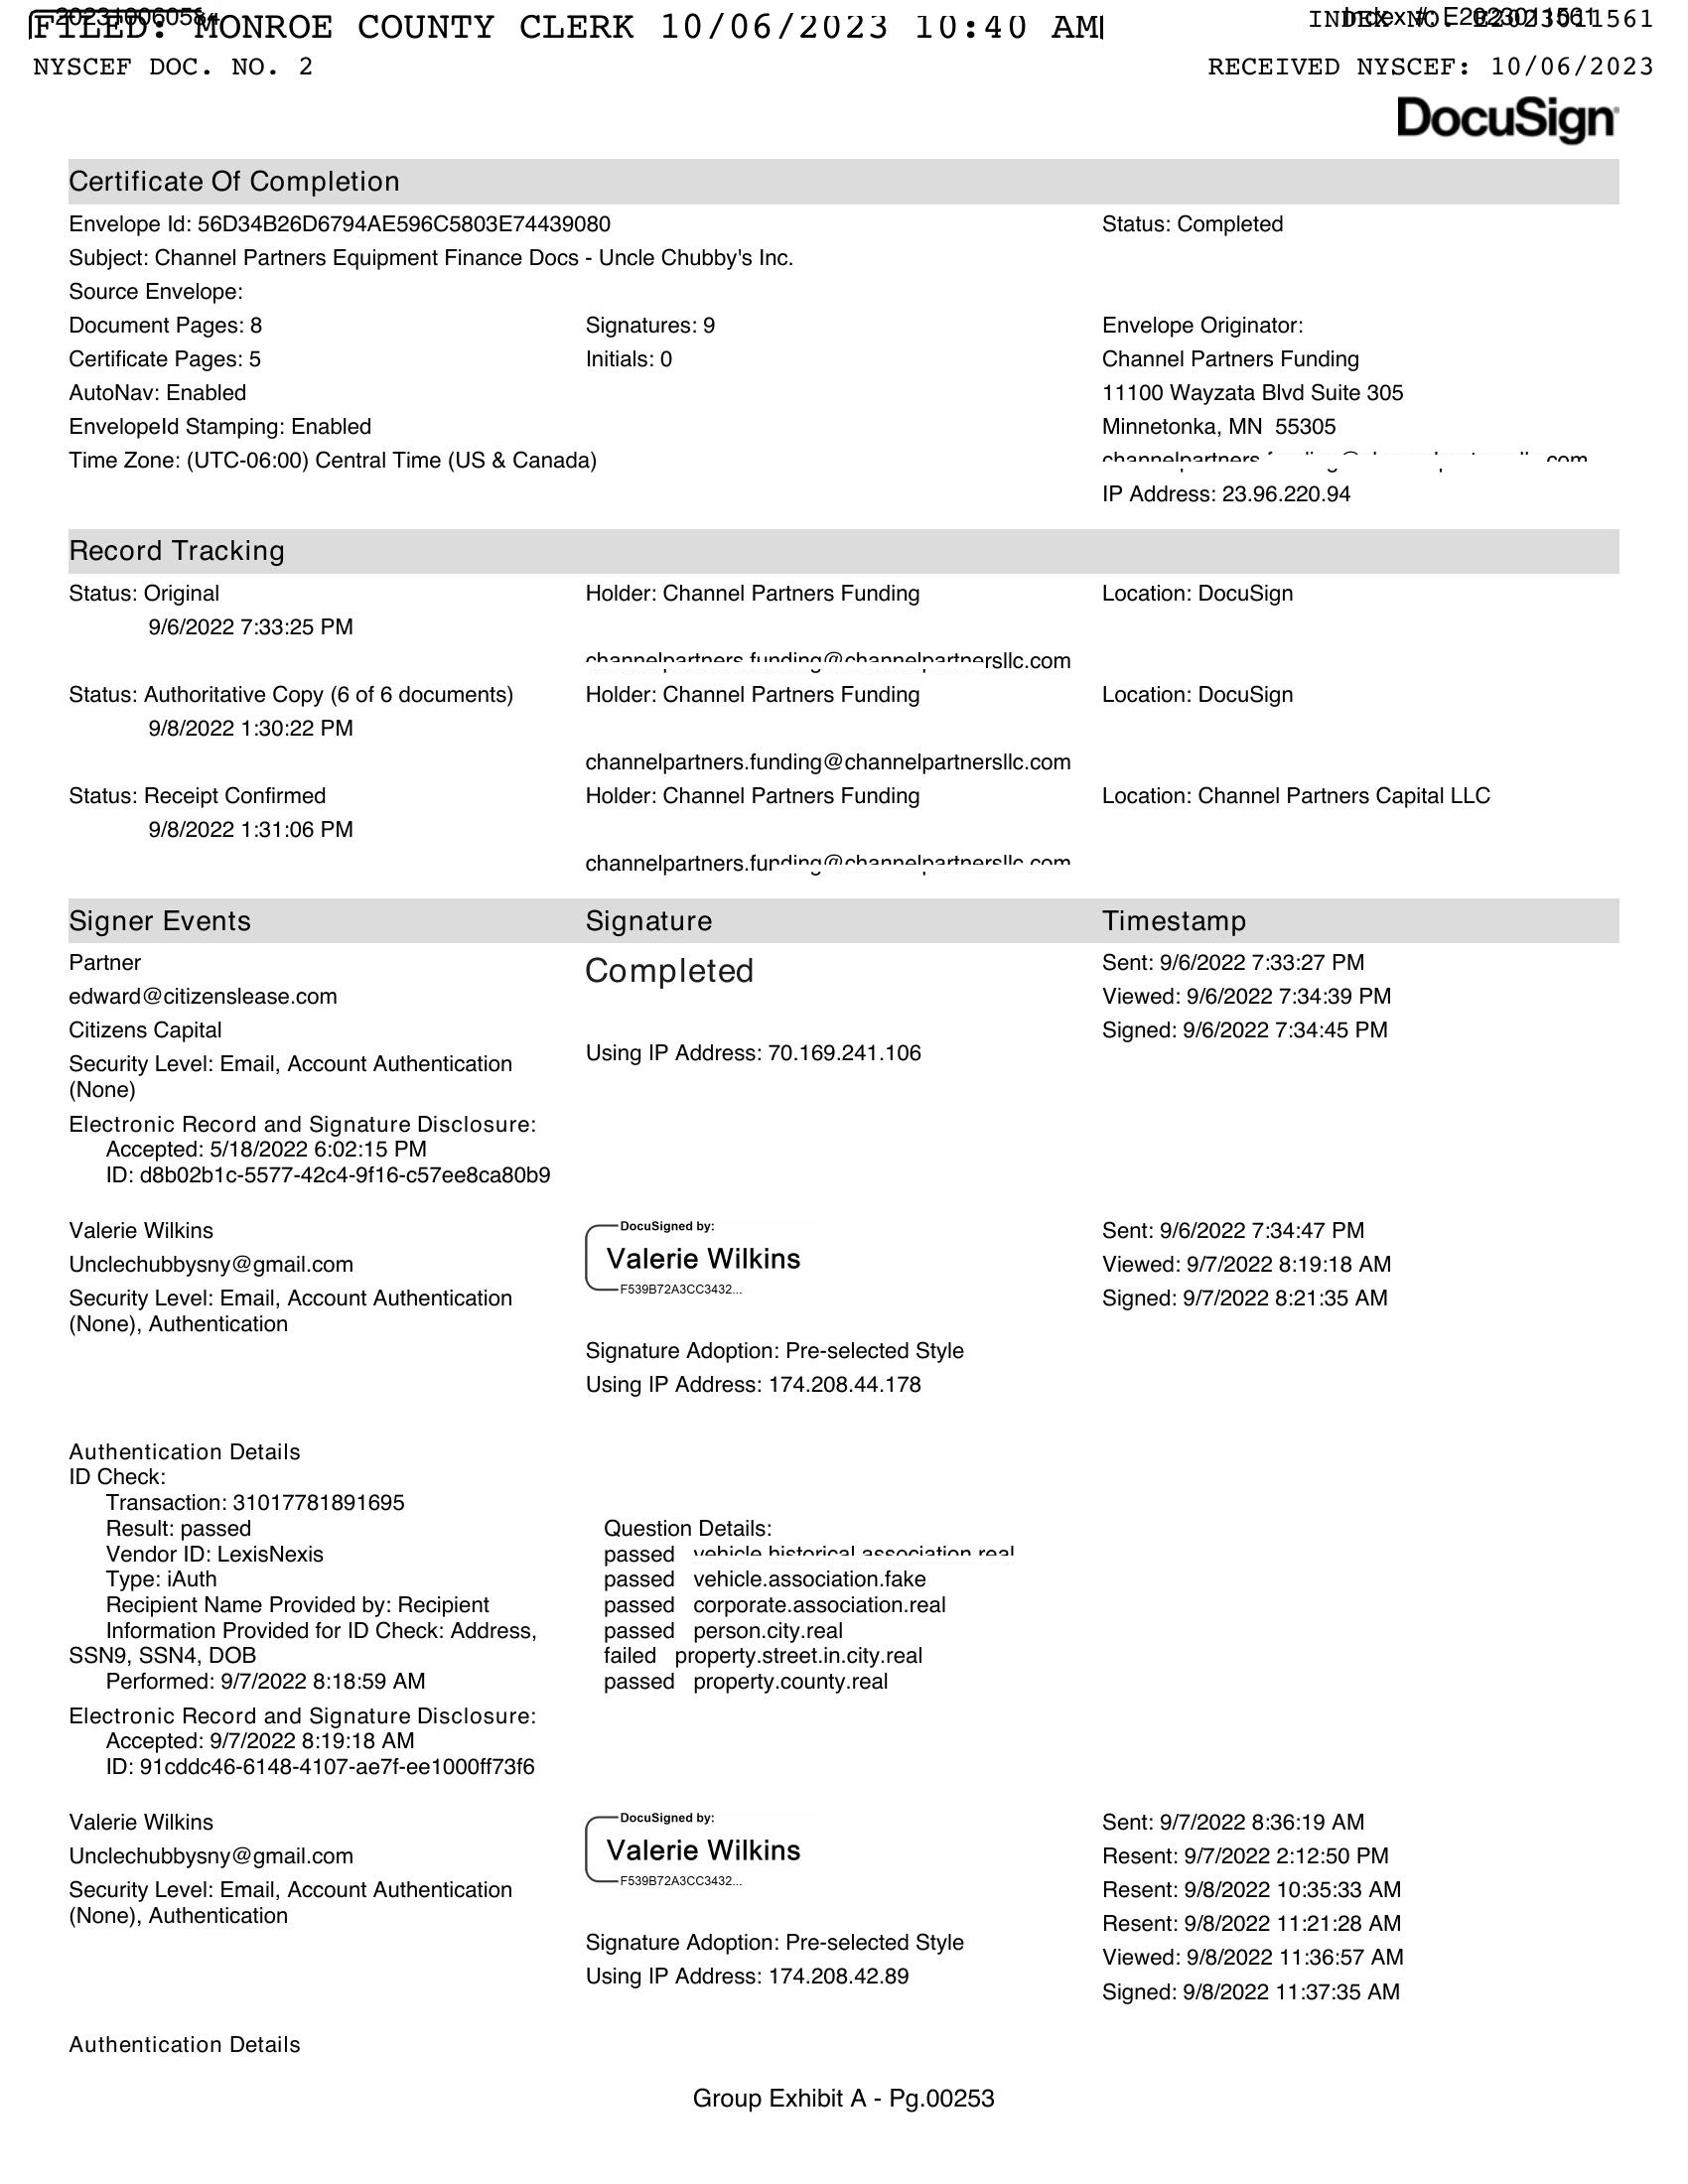 202310060584
Index #: E2023011561
FILED: MONROE COUNTY CLERK 10/06/2023 10:40 AM
INDEX NO. E2023011561
NYSCEF DOC. NO. 2
RECEIVED NYSCEF: 10/06/2023
DocuSign
Certificate Of Completion
Envelope Id: 56D34B26D6794AE596C5803E74439080
Status: Completed
Subject: Channel Partners Equipment Finance Docs - Uncle Chubby's Inc.
Source Envelope:
Document Pages: 8
Signatures: 9
Envelope Originator:
Certificate Pages: 5
Initials: 0
Channel Partners Funding
AutoNav: Enabled
11100 Wayzata Blvd Suite 305
EnvelopeId Stamping: Enabled
Minnetonka, MN  55305
Time Zone: (UTC-06:00) Central Time (US & Canada)
channelpartners.funding@channelpartnersllc.com
IP Address: 23.96.220.94
Record Tracking
Status: Original
Holder: Channel Partners Funding
Location: DocuSign
9/6/2022 7:33:25 PM
channelpartners.funding@channelpartnersllc.com
Status: Authoritative Copy (6 of 6 documents)
Holder: Channel Partners Funding
Location: DocuSign
9/8/2022 1:30:22 PM
channelpartners.funding@channelpartnersllc.com
Status: Receipt Confirmed
Holder: Channel Partners Funding
Location: Channel Partners Capital LLC
9/8/2022 1:31:06 PM
channelpartners.funding@channelpartnersllc.com
Signer Events
Signature
Timestamp
Partner
Completed
Sent: 9/6/2022 7:33:27 PM
edward@citizenslease.com
Viewed: 9/6/2022 7:34:39 PM
Citizens Capital
Signed: 9/6/2022 7:34:45 PM
Security Level: Email, Account Authentication
(None)
Using IP Address: 70.169.241.106
Electronic Record and Signature Disclosure:
Accepted: 5/18/2022 6:02:15 PM
ID: d8b02b1c-5577-42c4-9f16-c57ee8ca80b9
Valerie Wilkins
DocuSigned by:
Valerie Wilkins
F539B72A3CC3432...
Sent: 9/6/2022 7:34:47 PM
Unclechubbysny@gmail.com
Viewed: 9/7/2022 8:19:18 AM
Security Level: Email, Account Authentication
(None), Authentication
Signed: 9/7/2022 8:21:35 AM
Signature Adoption: Pre-selected Style
Using IP Address: 174.208.44.178
Authentication Details
ID Check:
Transaction: 31017781891695
Result: passed
Question Details:
Vendor ID: LexisNexis
passed vehicle.historical.association.real
Type: iAuth
passed vehicle.association.fake
Recipient Name Provided by: Recipient
passed corporate.association.real
Information Provided for ID Check: Address,
passed person.city.real
SSN9, SSN4, DOB
failed property.street.in.city.real
Performed: 9/7/2022 8:18:59 AM
passed property.county.real
Electronic Record and Signature Disclosure:
Accepted: 9/7/2022 8:19:18 AM
ID: 91cddc46-6148-4107-ae7f-ee1000ff73f6
Valerie Wilkins
DocuSigned by:
Valerie Wilkins
F539B72A3CC3432...
Sent: 9/7/2022 8:36:19 AM
Unclechubbysny@gmail.com
Resent: 9/7/2022 2:12:50 PM
Security Level: Email, Account Authentication
(None), Authentication
Resent: 9/8/2022 10:35:33 AM
Resent: 9/8/2022 11:21:28 AM
Signature Adoption: Pre-selected Style
Viewed: 9/8/2022 11:36:57 AM
Using IP Address: 174.208.42.89
Signed: 9/8/2022 11:37:35 AM
Authentication Details
Group Exhibit A - Pg.00253